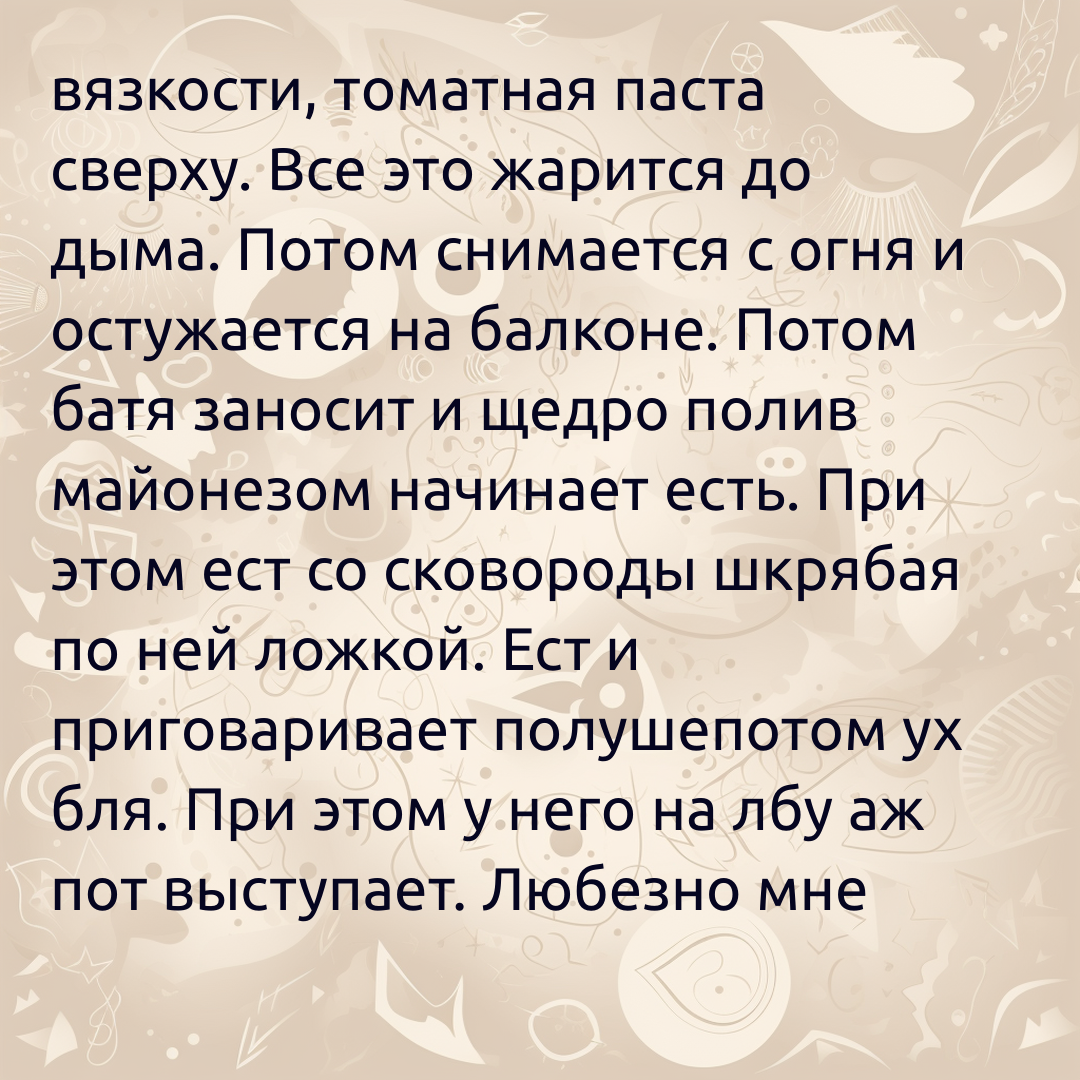 вязкости, томатная паста
сверху. Все это жарится до
дыма. Потом снимается с огня и
остужается на балконе. Потом
батя заносит и щедро полив
майонезом начинает есть. При
этом ест со сковороды шкрябая
по ней ложкой. Ест и
приговаривает полушепотом ух
бля. При этом у него на лбу аж
пот выступает. Любезно мне